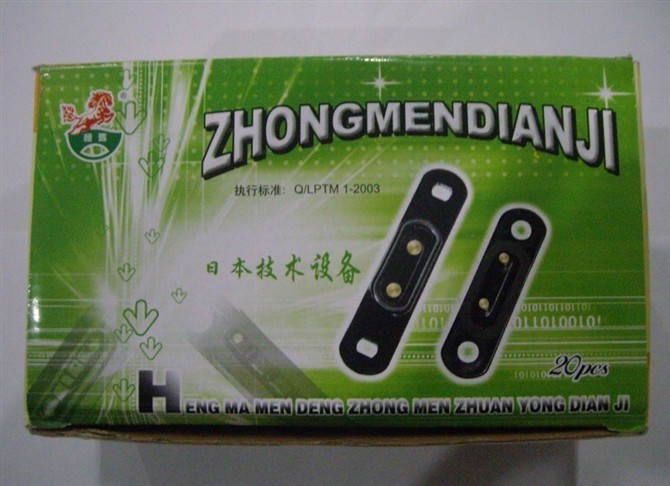 ZHONGMENDIANJI
执行标准: Q/LPTM 1-2003
日本技术设备
20pcs
HENG MA MEN DENG ZHONG MEN ZHUAN YONG DIAN JI